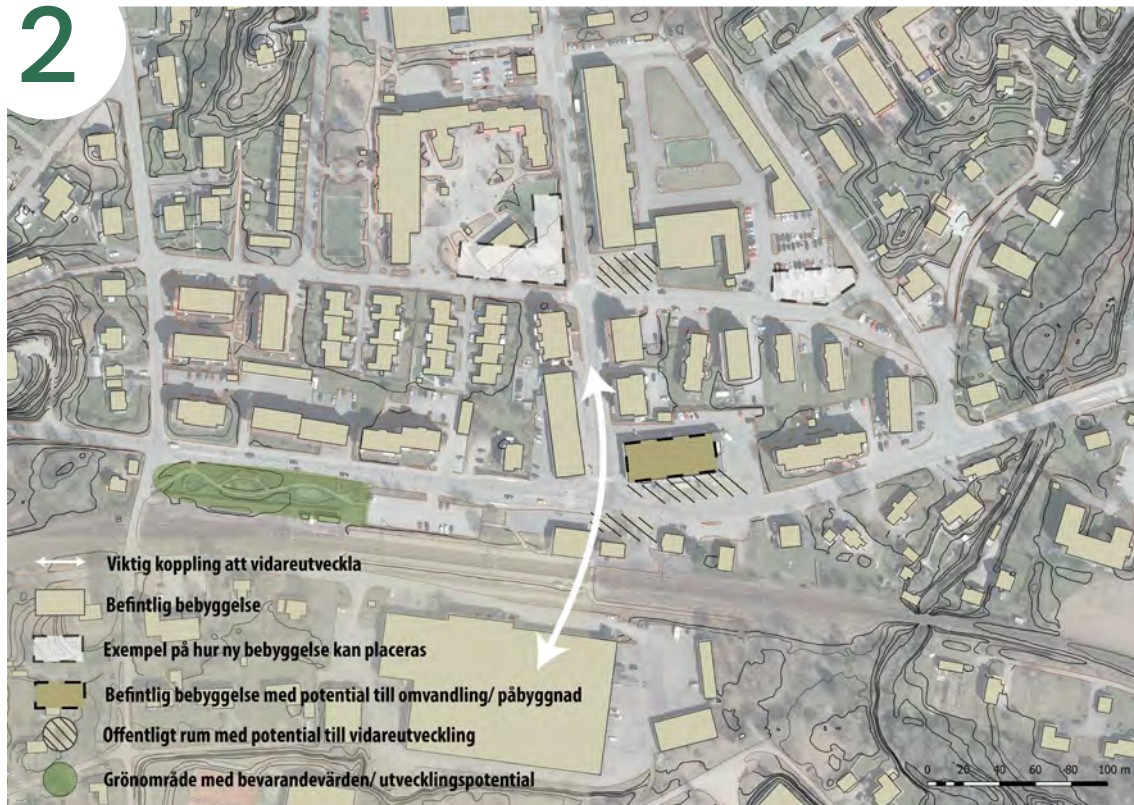 2
Viktig koppling att vidareutveckla
Befintlig bebyggelse
Exempel på hur ny bebyggelse kan placeras
Befintlig bebyggelse med potential till omvandling/ påbyggnad
Offentligt rum med potential till vidareutveckling
Grönområde med bevarandevärden/ utvecklingspotential
0 20 40 60 80 100 m